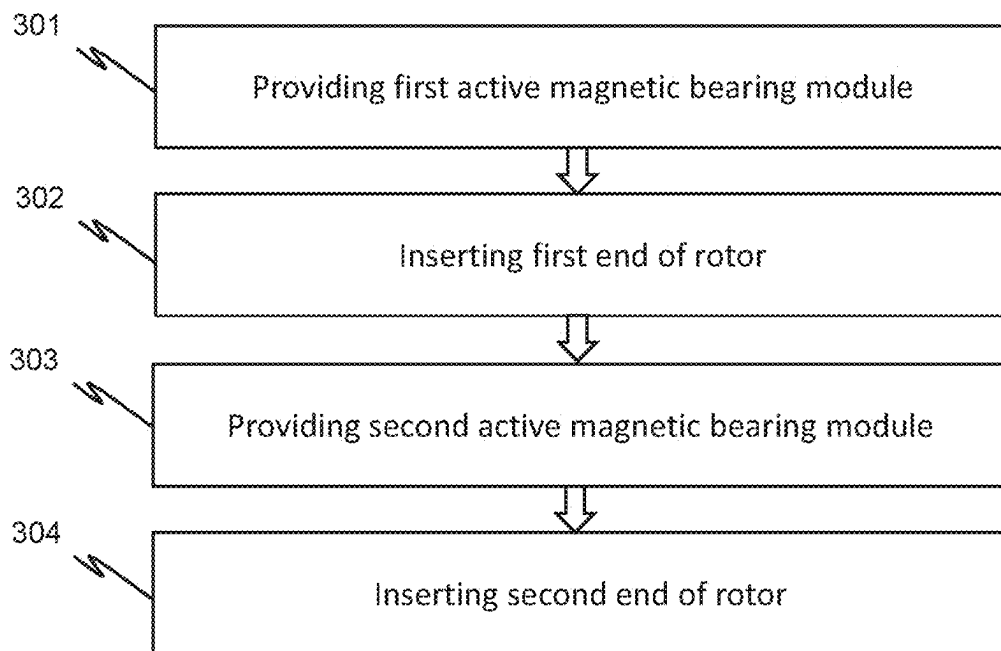 301
Providing first active magnetic bearing module
302
Inserting first end of rotor
303
Providing second active magnetic bearing module
304
Inserting second end of rotor